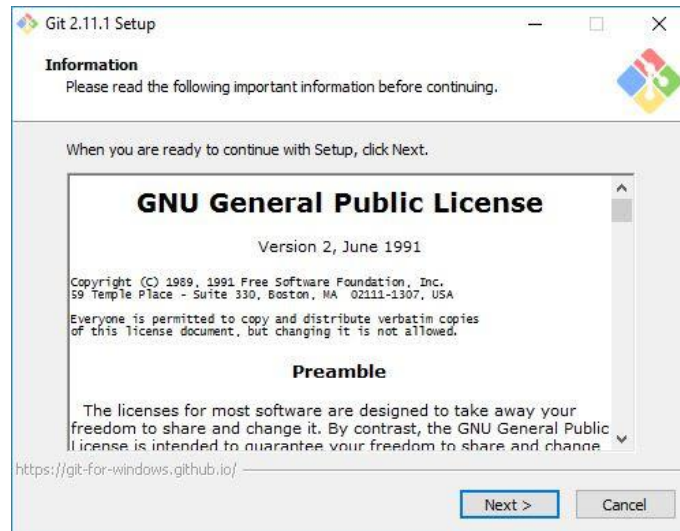 Git 2.11.1 Setup
Information
Please read the following important information before continuing.
When you are ready to continue with Setup, click Next.
GNU General Public License
Version 2, June 1991
Copyright (C) 1989, 1991 Free Software Foundation, Inc.
59 Temple Place - Suite 330, Boston, MA  02111-1307, USA
Everyone is permitted to copy and distribute verbatim copies
of this license document, but changing it is not allowed.
Preamble
The licenses for most software are designed to take away your
freedom to share and change it. By contrast, the GNU General Public
License is intended to guarantee your freedom to share and change
https://git-for-windows.github.io/
Next >
Cancel